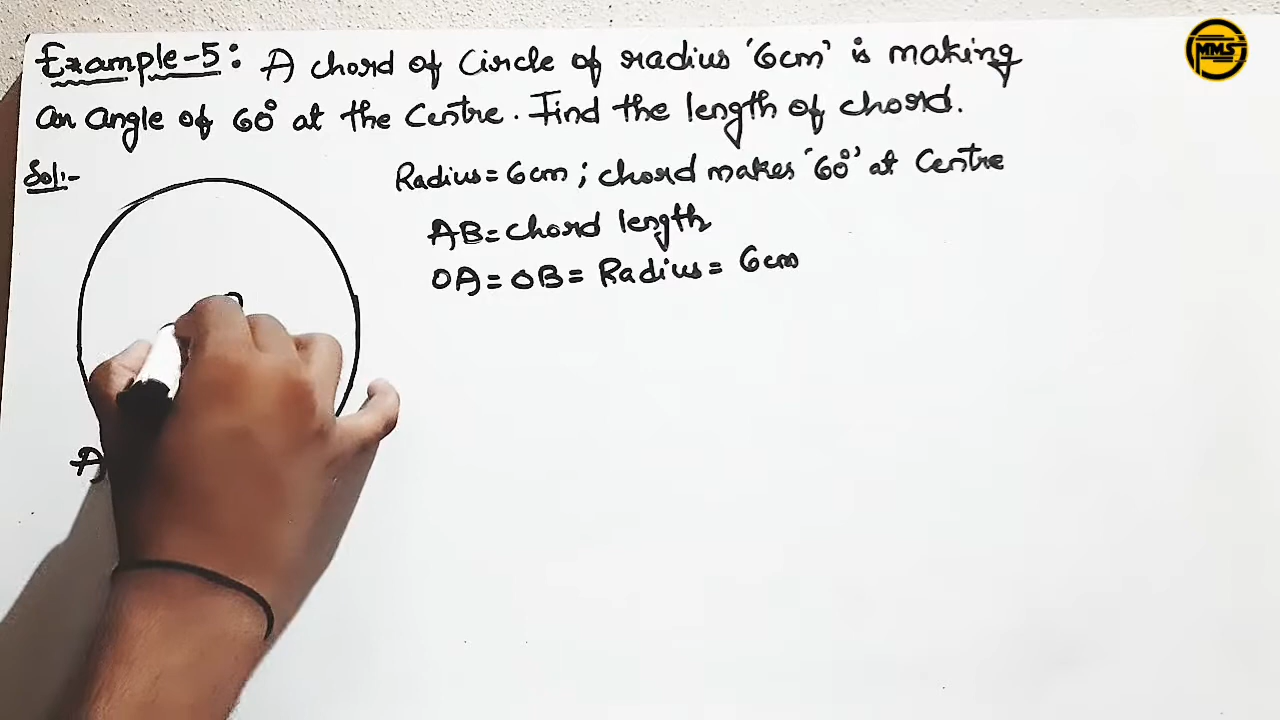 Example-5: A chord of Circle of radius '6cm' is making
an angle of 60° at the Centre. Find the length of chord.
Sol:-
Radius = 6cm ; chord makes '60°' at Centre
AB = chord length
OA = OB = Radius = 6cm
A
MMS